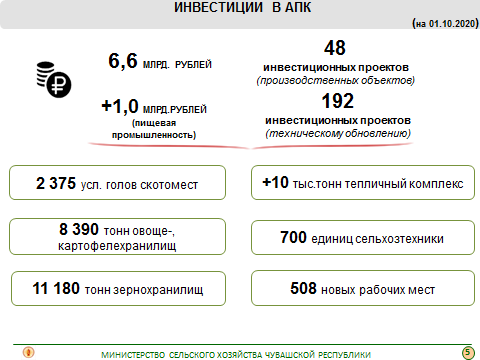 ИНВЕСТИЦИИ В АПК
(на 01.10.2020)
6,6 МЛРД. РУБЛЕЙ
+1,0 МЛРД.РУБЛЕЙ
(пищевая
промышленность)
48
инвестиционных проектов
(производственных объектов)
192
инвестиционных проектов
(техническому обновлению)
2 375 усл. голов скотомест
+10 тыс.тонн тепличный комплекс
8 390 тонн овоще-,
картофелехранилищ
700 единиц сельхозтехники
11 180 тонн зернохранилищ
508 новых рабочих мест
МИНИСТЕРСТВО СЕЛЬСКОГО ХОЗЯЙСТВА ЧУВАШСКОЙ РЕСПУБЛИКИ
5